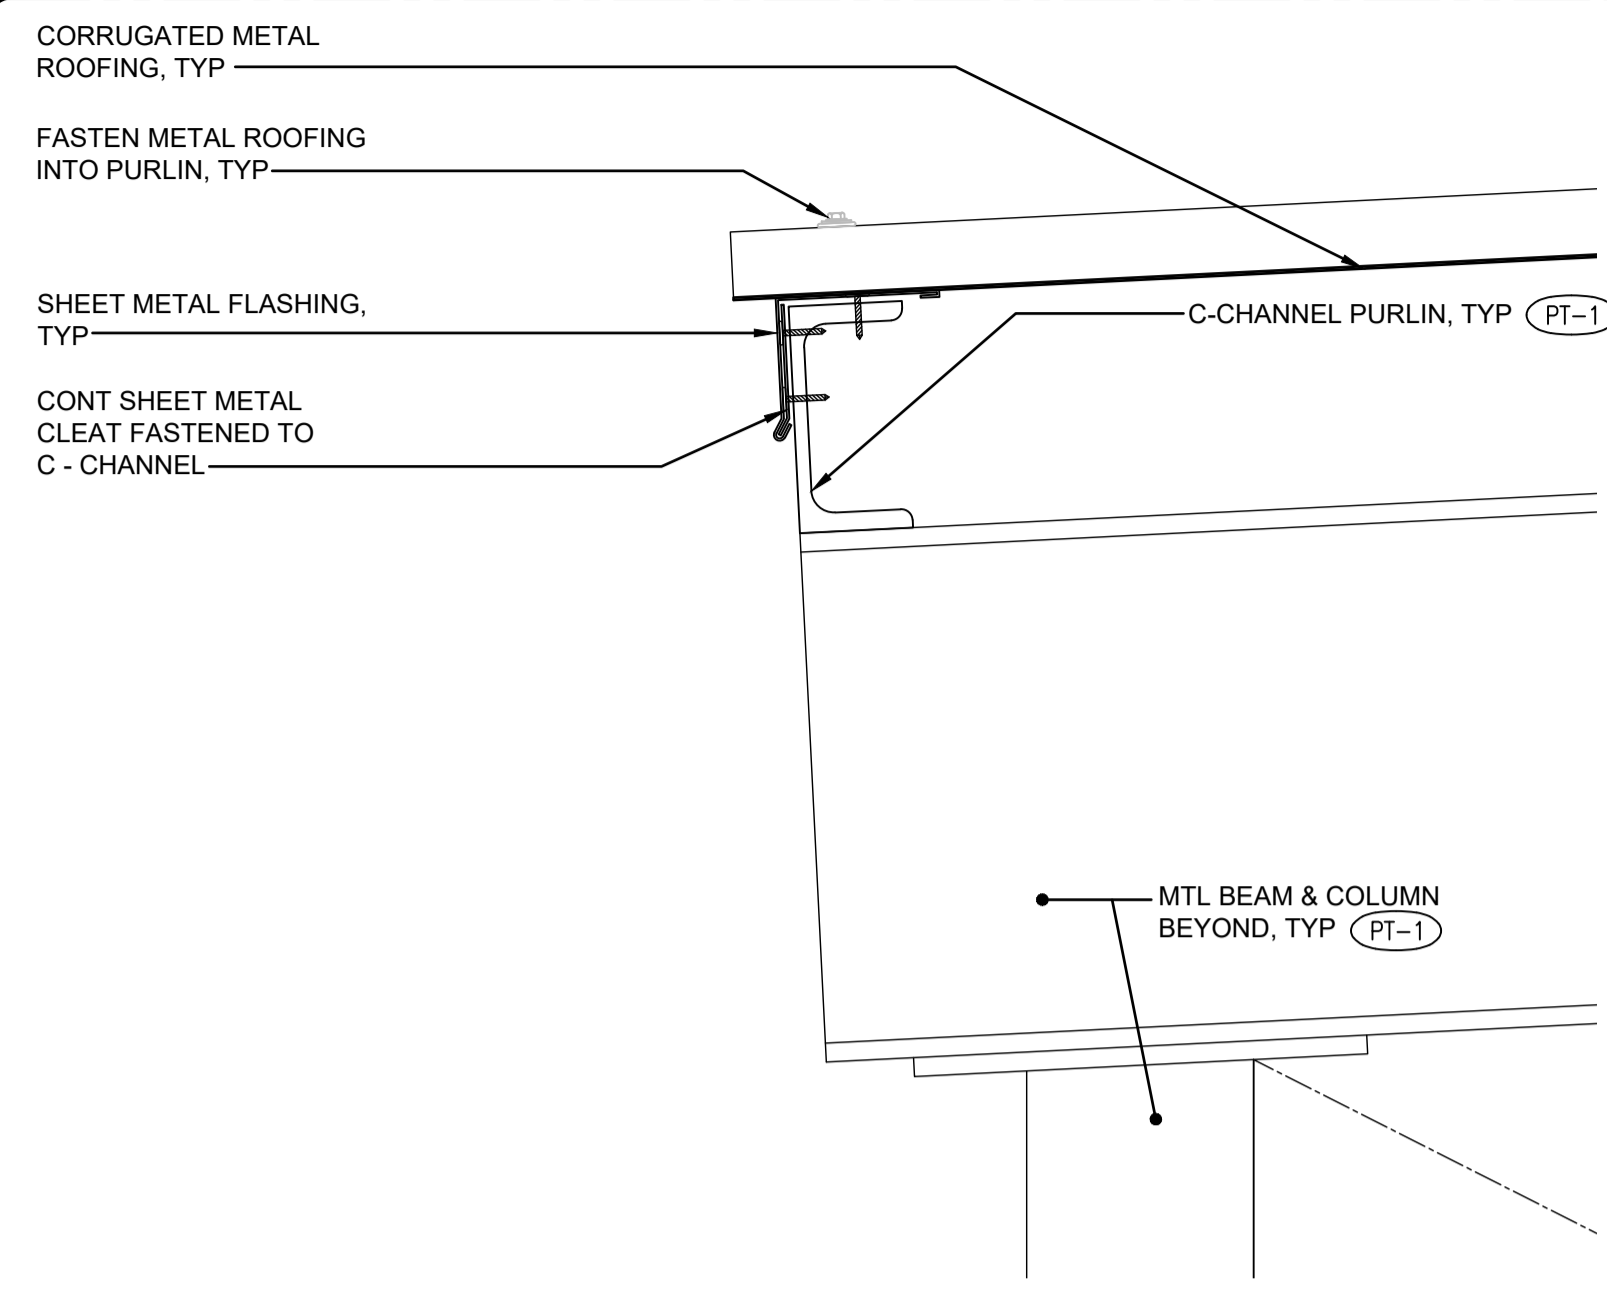 CORRUGATED METAL
ROOFING, TYP
FASTEN METAL ROOFING
INTO PURLIN, TYP
SHEET METAL FLASHING,
TYP
C-CHANNEL PURLIN, TYP PT-1
CONT SHEET METAL
CLEAT FASTENED TO
C - CHANNEL
MTL BEAM & COLUMN
BEYOND, TYP PT-1